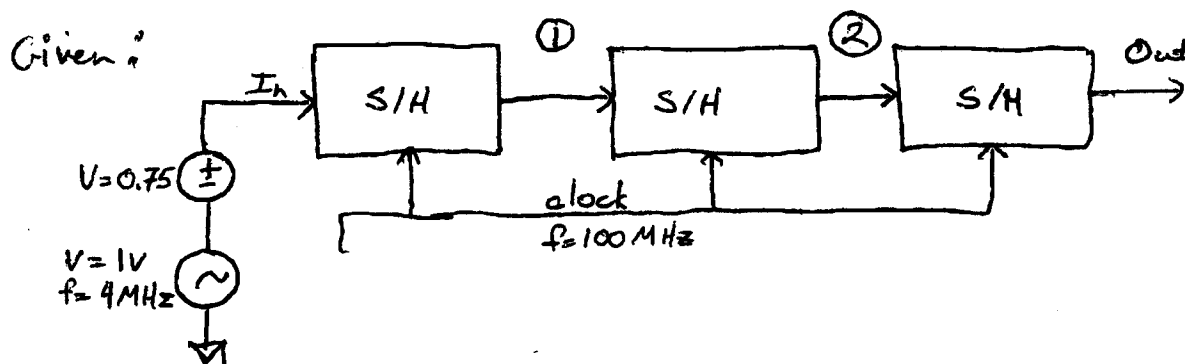 Given:
① ②
In S/H S/H S/H Out
V=0.75
clock
f=100MHz
V=1V
f=4MHz